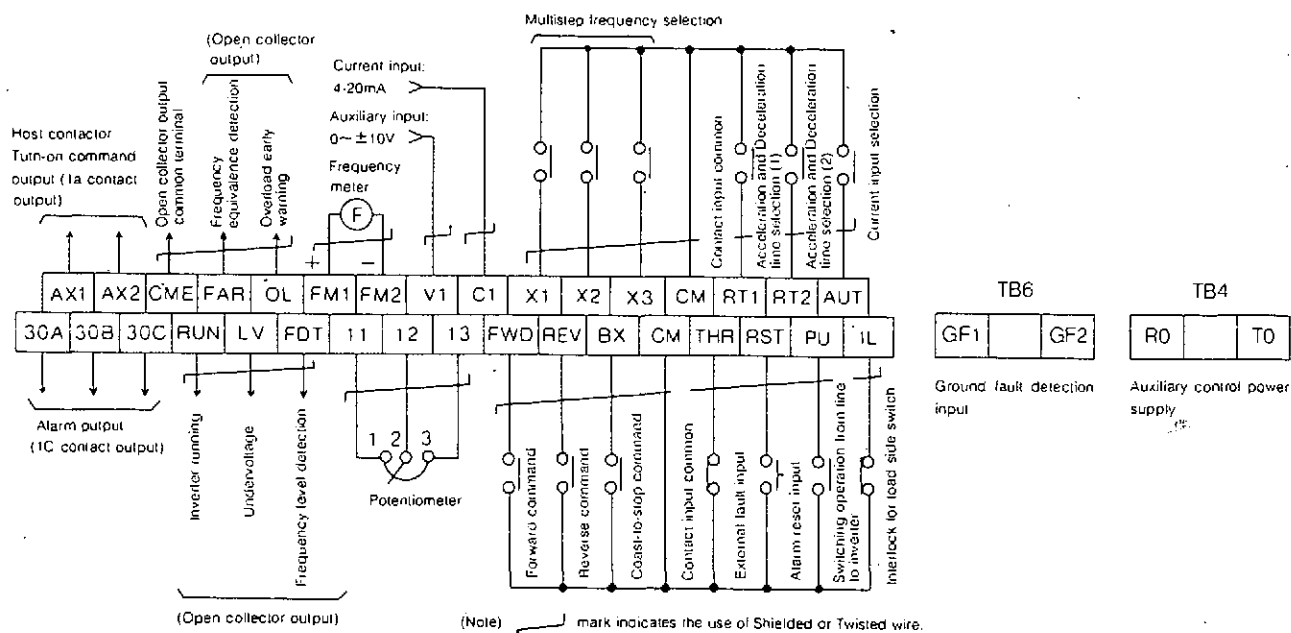 Multistep frequency selection
(Open collector
output)
Current input:
4-20mA
Auxiliary input:
0~ ±10V
Frequency
meter
F
Host contactor
Turn-on command
output (1a contact
output)
Open collector output
common terminal
Frequency
equivalence detection
Overload early
warning
Contact input common
Acceleration and Deceleration
time selection (1)
Acceleration and Deceleration
time selection (2)
Current input selection
+ −
AX1 AX2 CME FAR OL FM1 FM2 V1 C1 X1 X2 X3 CM RT1 RT2 AUT
30A 30B 30C RUN LV FDT 11 12 13 FWD REV BX CM THR RST PU IL
TB6
GF1 GF2
Ground fault detection
input
TB4
R0 T0
Auxiliary control power
supply
Alarm output
(1C contact output)
Inverter running
Undervoltage
Frequency level detection
1 2 3
Potentiometer
Forward command
Reverse command
Coast-to-stop command
Contact input common
External fault input
Alarm reset input
Switching operation from line
to inverter
Interlock for load side switch
(Open collector output)
(Note) mark indicates the use of Shielded or Twisted wire.